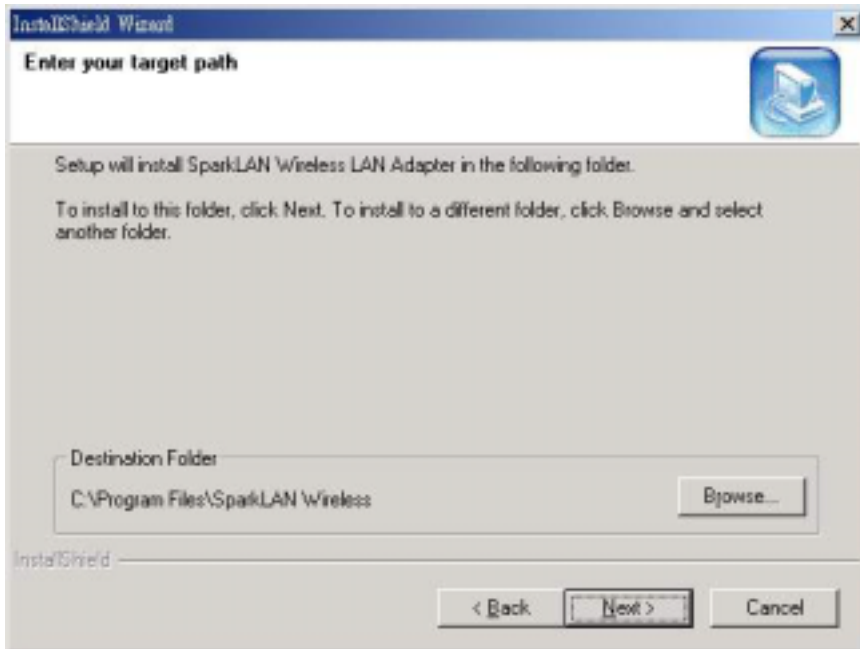 InstallShield Wizard
Enter your target path
Setup will install SparkLAN Wireless LAN Adapter in the following folder.
To install to this folder, click Next. To install to a different folder, click Browse and select
another folder.
Destination Folder
C:\Program Files\SparkLAN Wireless
Browse...
InstallShield
< Back
Next >
Cancel